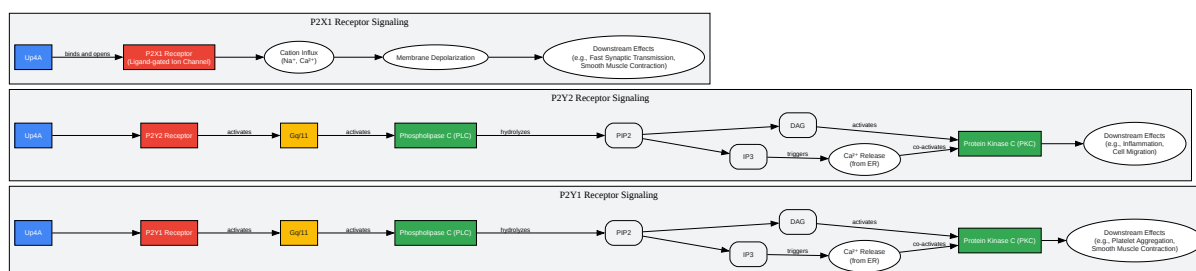 P2X1 Receptor Signaling
Up4A
binds and opens
P2X1 Receptor
(Ligand-gated Ion Channel)
Cation Influx
(Na⁺, Ca²⁺)
Membrane Depolarization
Downstream Effects
(e.g., Fast Synaptic Transmission,
Smooth Muscle Contraction)
P2Y2 Receptor Signaling
Up4A
P2Y2 Receptor
activates
Gq/11
activates
Phospholipase C (PLC)
hydrolyzes
PIP2
DAG
activates
IP3
triggers
Ca²⁺ Release
(from ER)
co-activates
Protein Kinase C (PKC)
Downstream Effects
(e.g., Inflammation,
Cell Migration)
P2Y1 Receptor Signaling
Up4A
P2Y1 Receptor
activates
Gq/11
activates
Phospholipase C (PLC)
hydrolyzes
PIP2
DAG
activates
IP3
triggers
Ca²⁺ Release
(from ER)
co-activates
Protein Kinase C (PKC)
Downstream Effects
(e.g., Platelet Aggregation,
Smooth Muscle Contraction)